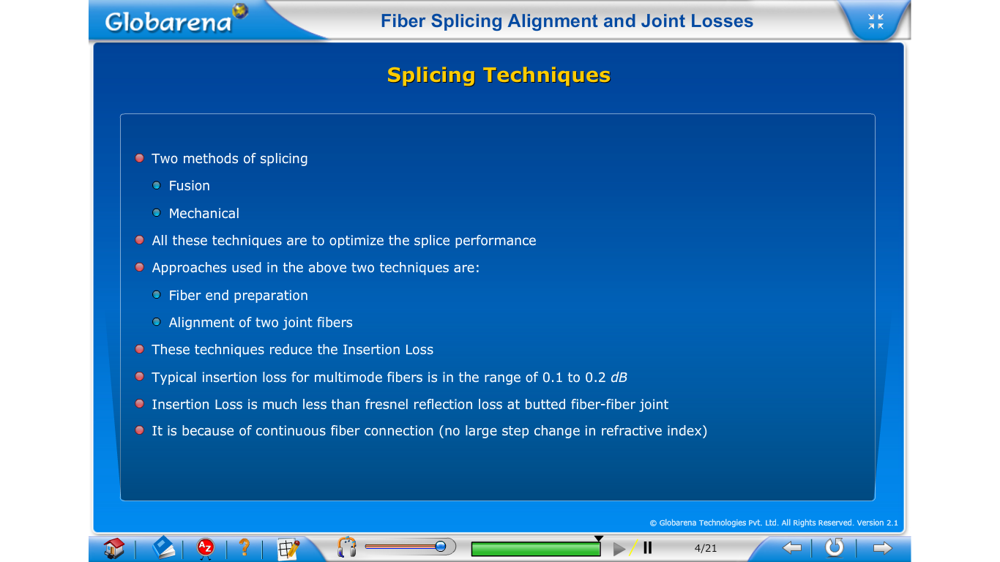 Globarena
Fiber Splicing Alignment and Joint Losses
Splicing Techniques
Two methods of splicing
Fusion
Mechanical
All these techniques are to optimize the splice performance
Approaches used in the above two techniques are:
Fiber end preparation
Alignment of two joint fibers
These techniques reduce the Insertion Loss
Typical insertion loss for multimode fibers is in the range of 0.1 to 0.2 dB
Insertion Loss is much less than fresnel reflection loss at butted fiber-fiber joint
It is because of continuous fiber connection (no large step change in refractive index)
© Globarena Technologies Pvt. Ltd. All Rights Reserved. Version 2.1
AZ
?
4/21